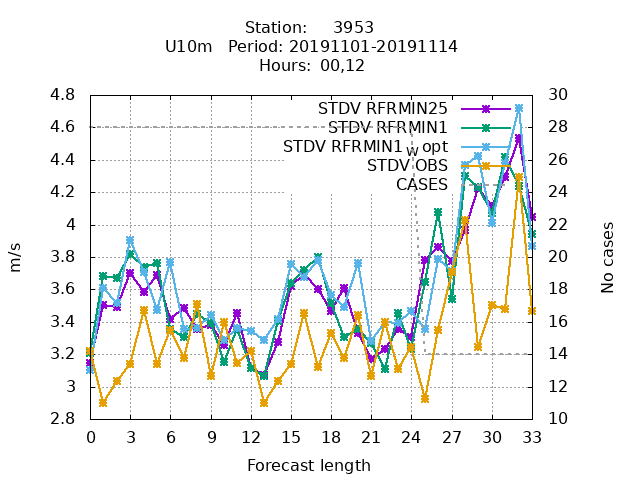 Station: 3953
U10m Period: 20191101-20191114
Hours: 00,12
STDV RFRMIN25
STDV RFRMIN1
STDV RFRMIN1_w opt
STDV OBS
CASES
4.8
4.6
4.4
4.2
4
3.8
3.6
3.4
3.2
3
2.8
m/s
30
28
26
24
22
20
18
16
14
12
10
No cases
0 3 6 9 12 15 18 21 24 27 30 33
Forecast length